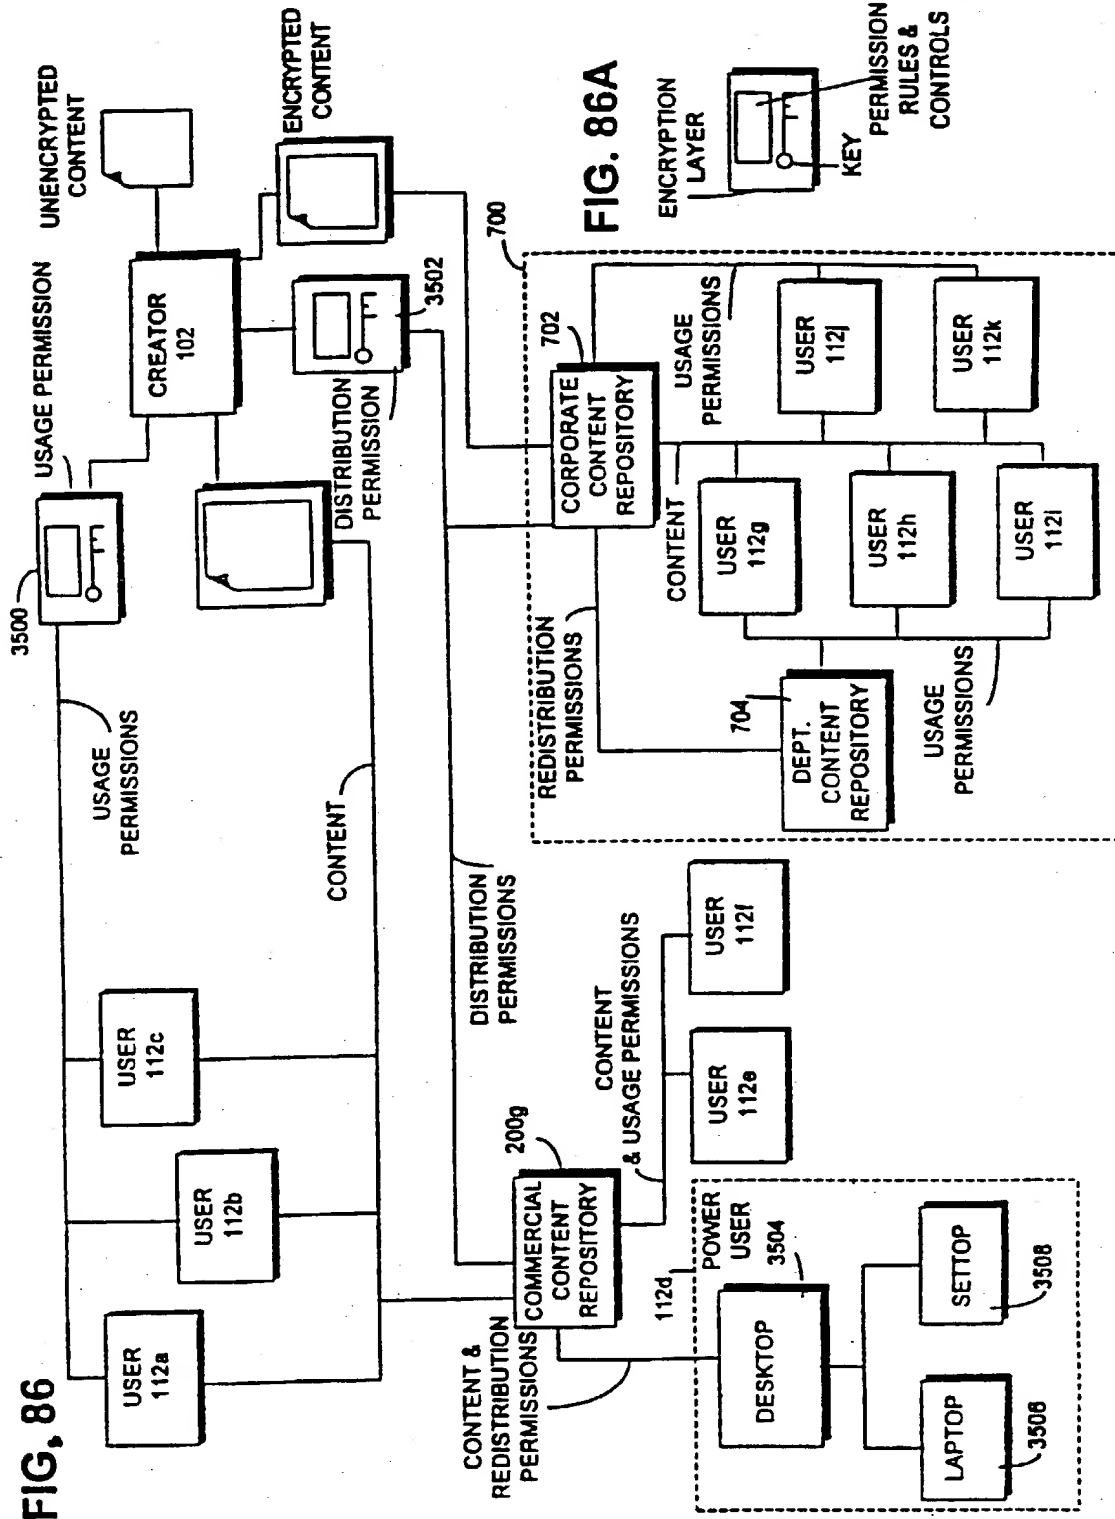 FIG, 86
3500
USAGE PERMISSION
UNENCRYPTED
CONTENT
CREATOR
102
ENCRYPTED
CONTENT
3502
DISTRIBUTION
PERMISSION
USAGE
PERMISSIONS
CONTENT
USER
112a
USER
112b
USER
112c
DISTRIBUTION
PERMISSIONS
COMMERCIAL
CONTENT
REPOSITORY
200g
CONTENT &
REDISTRIBUTION
PERMISSIONS
CONTENT
& USAGE PERMISSIONS
USER
112e
USER
112f
112d
POWER
USER
3504
DESKTOP
LAPTOP
3506
SETTOP
3508
700
702
CORPORATE
CONTENT
REPOSITORY
REDISTRIBUTION
PERMISSIONS
704
DEPT.
CONTENT
REPOSITORY
USAGE
PERMISSIONS
CONTENT
USER
112g
USER
112h
USER
112i
USAGE
PERMISSIONS
USER
112j
USER
112k
FIG. 86A
ENCRYPTION
LAYER
KEY
PERMISSION
RULES &
CONTROLS